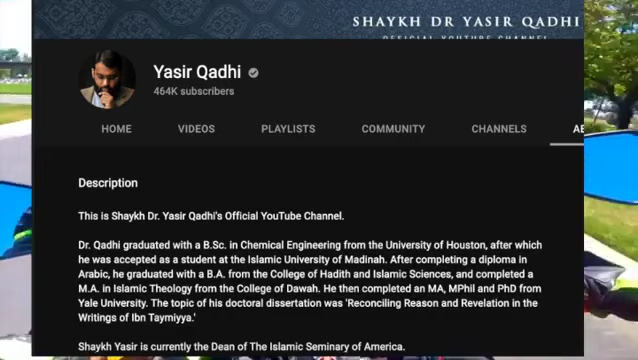 SHAYKH DR YASIR QADHI
OFFICIAL YOUTUBE CHANNEL
Yasir Qadhi
464K subscribers
HOME VIDEOS PLAYLISTS COMMUNITY CHANNELS
Description
This is Shaykh Dr. Yasir Qadhi's Official YouTube Channel.
Dr. Qadhi graduated with a B.Sc. in Chemical Engineering from the University of Houston, after which
he was accepted as a student at the Islamic University of Madinah. After completing a diploma in
Arabic, he graduated with a B.A. from the College of Hadith and Islamic Sciences, and completed a
M.A. in Islamic Theology from the College of Dawah. He then completed an MA, MPhil and PhD from
Yale University. The topic of his doctoral dissertation was 'Reconciling Reason and Revelation in the
Writings of Ibn Taymiyya.'
Shaykh Yasir is currently the Dean of The Islamic Seminary of America.